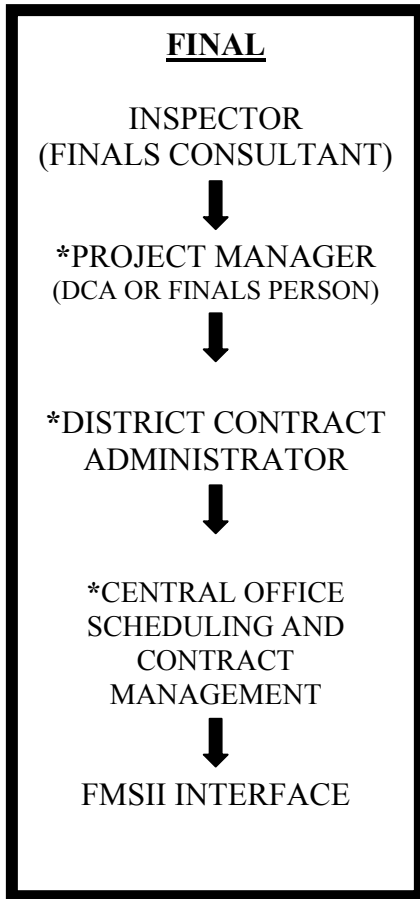 FINAL
INSPECTOR
(FINALS CONSULTANT)
*PROJECT MANAGER
(DCA OR FINALS PERSON)
*DISTRICT CONTRACT
ADMINISTRATOR
*CENTRAL OFFICE
SCHEDULING AND
CONTRACT
MANAGEMENT
FMSII INTERFACE